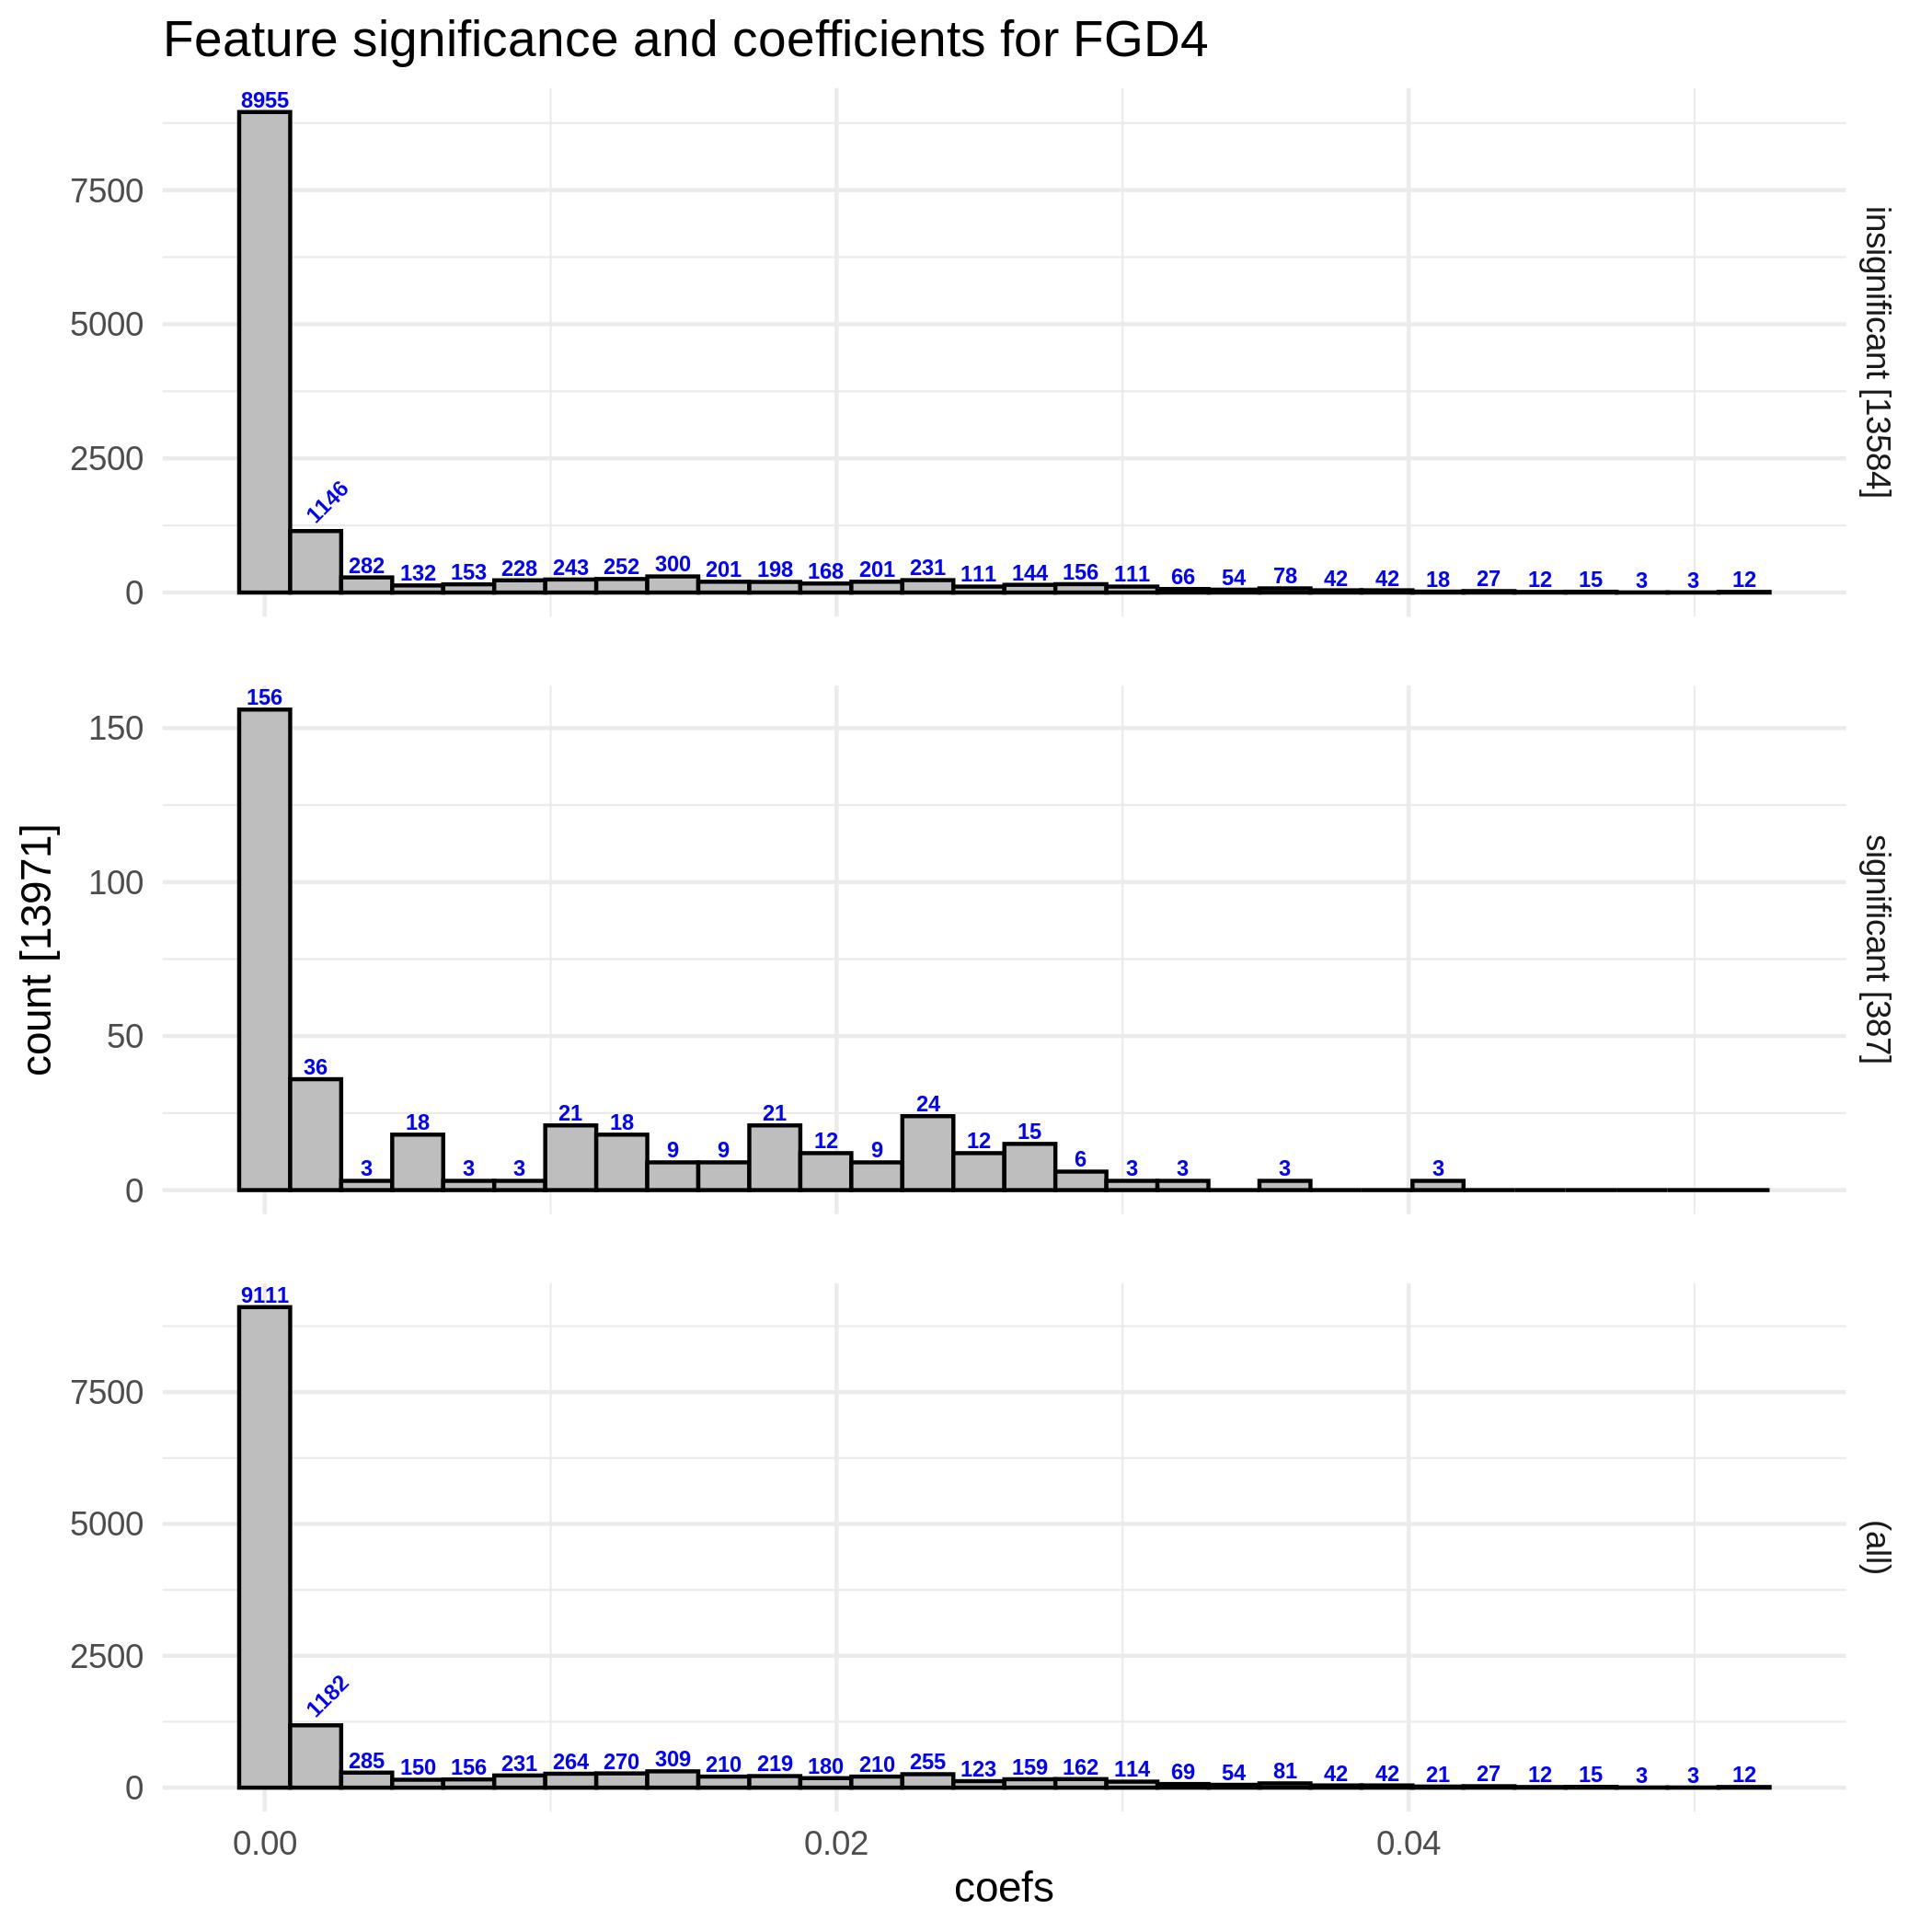 Feature significance and coefficients for FGD4
8955
7500
5000
2500
0
1146
282 132 153 228 243 252 300 201 198 168 201 231 111 144 156 111 66 54 78 42 42 18 27 12 15 3 3 12
insignificant [13584]
156
150
100
50
0
36
3 18 3 3 21 18 9 9 21 12 9 24 12 15 6 3 3 3 3
significant [387]
count [13971]
9111
7500
5000
2500
0
1182
285 150 156 231 264 270 309 210 219 180 210 255 123 159 162 114 69 54 81 42 42 21 27 12 15 3 3 12
(all)
0.00 0.02 0.04
coefs